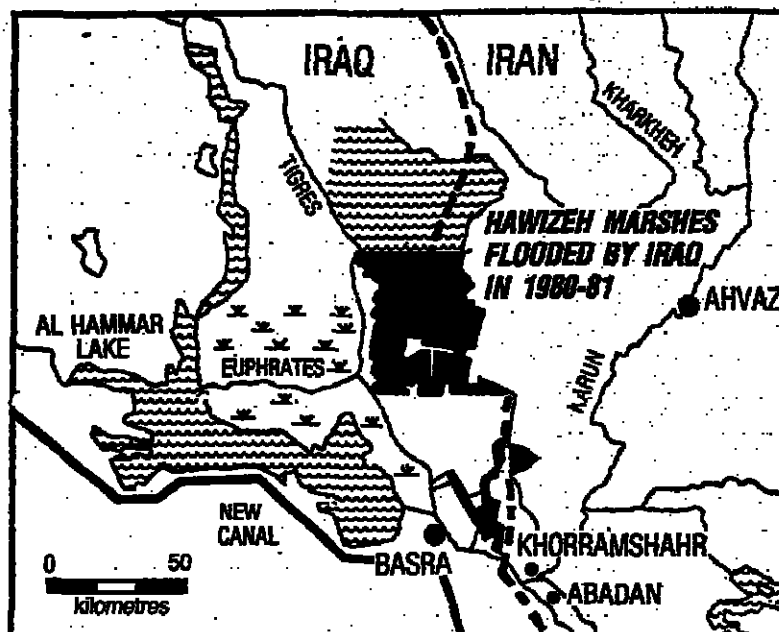 IRAQ
IRAN
KHARKHEH
TIGRES
HAWIZEH MARSHES
FLOODED BY IRAQ
IN 1980-81
AHVAZ
AL HAMMAR
LAKE
EUPHRATES
KARUN
NEW
CANAL
BASRA
KHORRAMSHAHR
ABADAN
0 50
kilometres